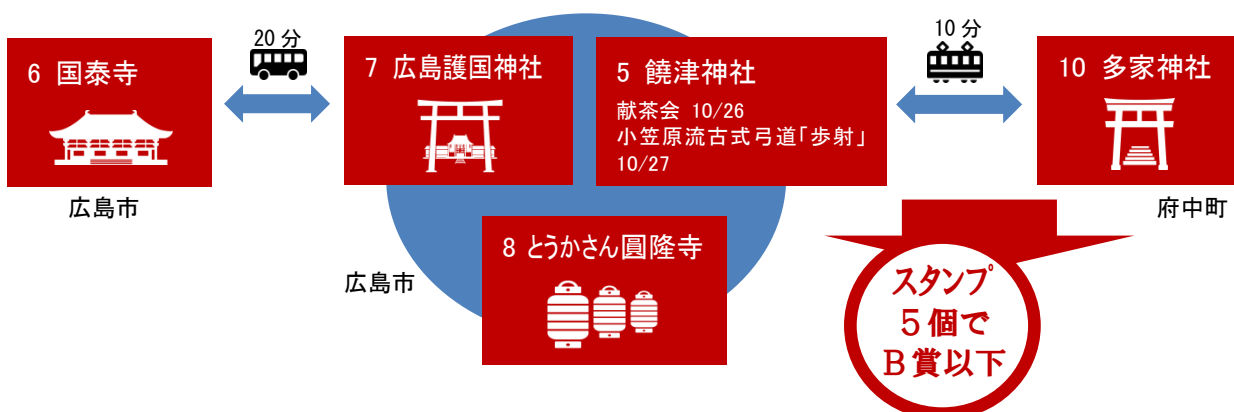 20分
10分
6 国泰寺
7 広島護国神社
5 饒津神社
献茶会 10/26
小笠原流古式弓道「歩射」
10/27
10 多家神社
広島市
府中町
8 とうかさん圓隆寺
広島市
スタンプ
5個で
B賞以下